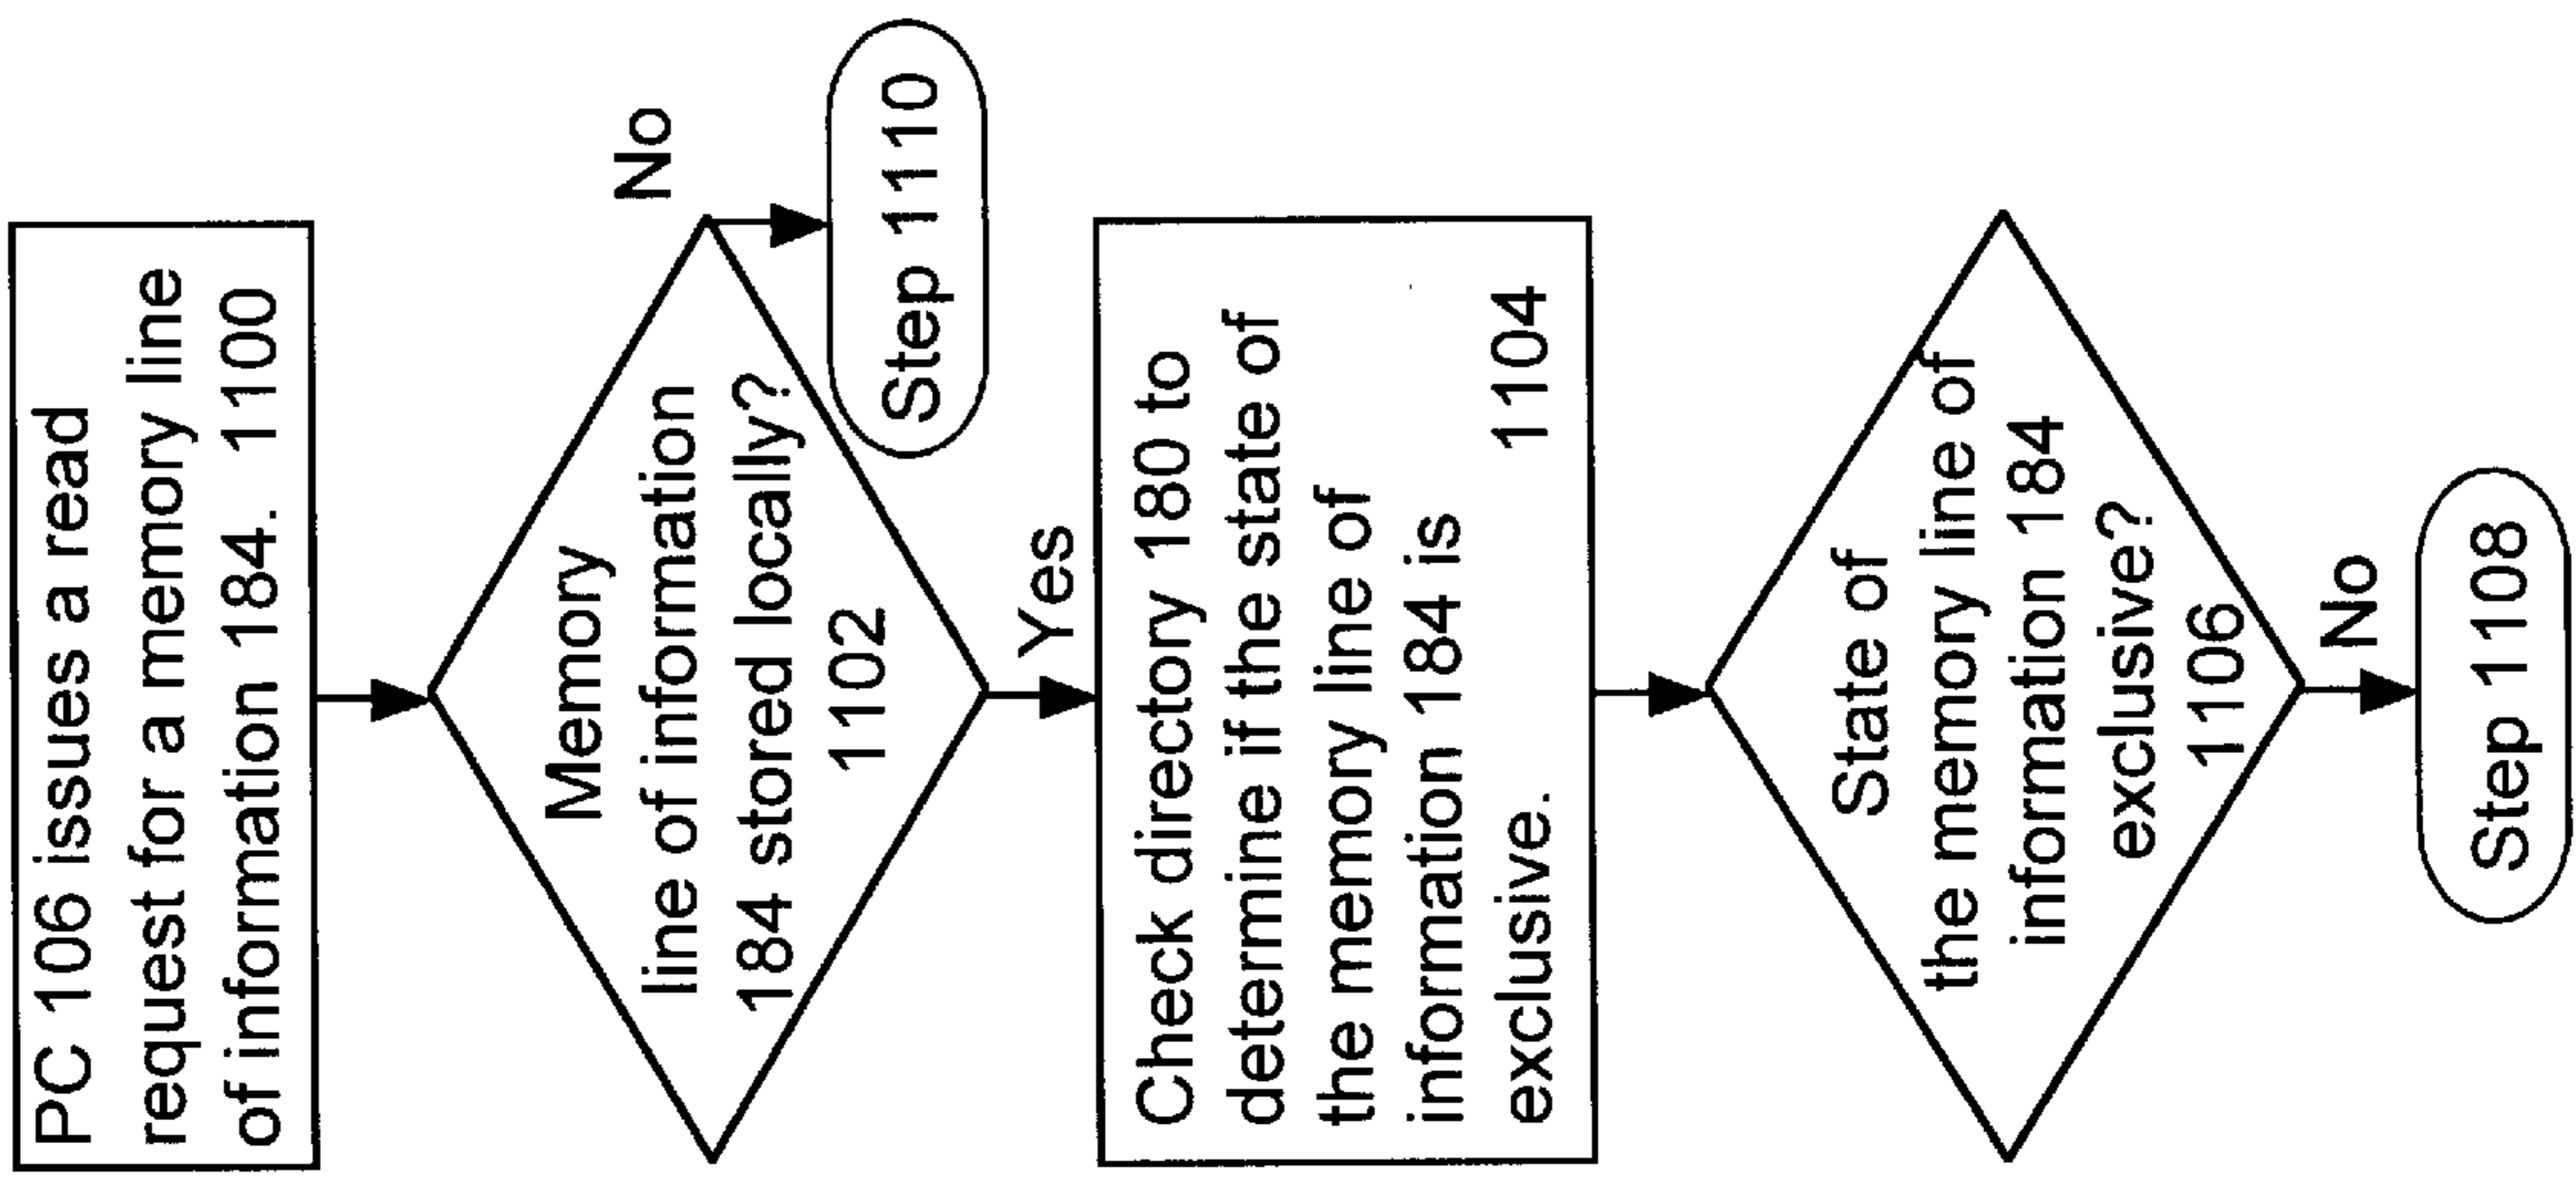 PC 106 issues a read
request for a memory line
of information 184. 1100
Memory
line of information
184 stored locally?
1102
No
Step 1110
Yes
Check directory 180 to
determine if the state of
the memory line of
information 184 is
exclusive. 1104
State of
the memory line of
information 184
exclusive?
1106
No
Step 1108